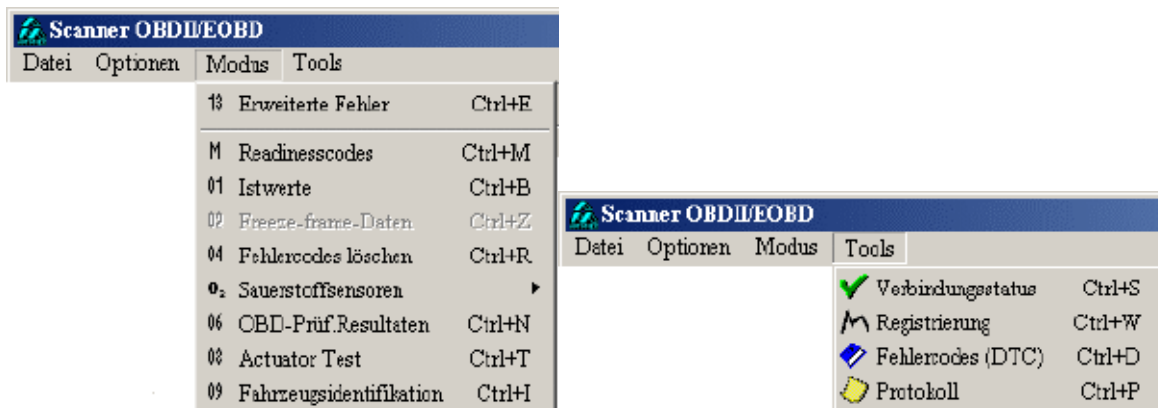 Scanner OBDII/EOBD
Datei Optionen Modus Tools
13 Erweiterte Fehler Ctrl+E
M Readinesscodes Ctrl+M
01 Istwerte Ctrl+B
02 Freeze-frame-Daten Ctrl+Z
04 Fehlercodes löschen Ctrl+R
O₂ Sauerstoffsensoren
06 OBD-Prüf.Resultaten Ctrl+N
08 Actuator Test Ctrl+T
09 Fahrzeugsidentifikation Ctrl+I
Scanner OBDII/EOBD
Datei Optionen Modus Tools
Verbindungsstatus Ctrl+S
Registrierung Ctrl+W
Fehlercodes (DTC) Ctrl+D
Protokoll Ctrl+P